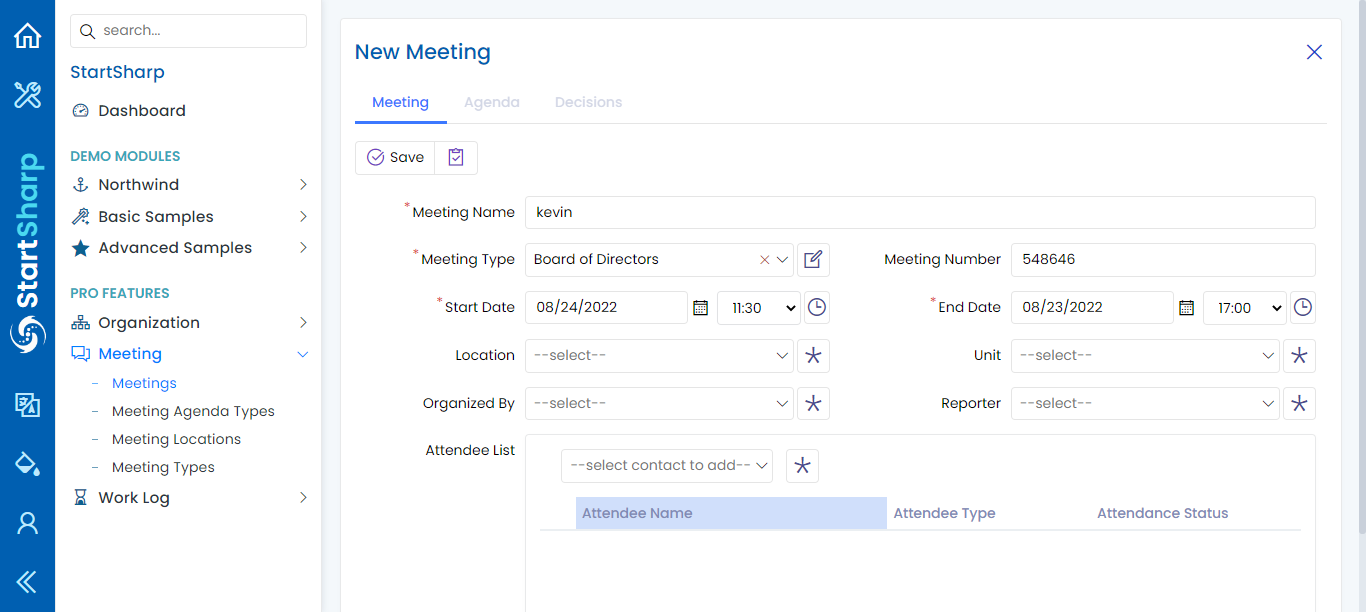 search...
StartSharp
Dashboard
DEMO MODULES
Northwind
Basic Samples
Advanced Samples
PRO FEATURES
Organization
Meeting
Meetings
Meeting Agenda Types
Meeting Locations
Meeting Types
Work Log
StartSharp
New Meeting
Meeting Agenda Decisions
Save
*Meeting Name kevin
*Meeting Type Board of Directors Meeting Number 548646
*Start Date 08/24/2022 11:30 *End Date 08/23/2022 17:00
Location --select-- Unit --select--
Organized By --select-- Reporter --select--
Attendee List
--select contact to add--
Attendee Name Attendee Type Attendance Status